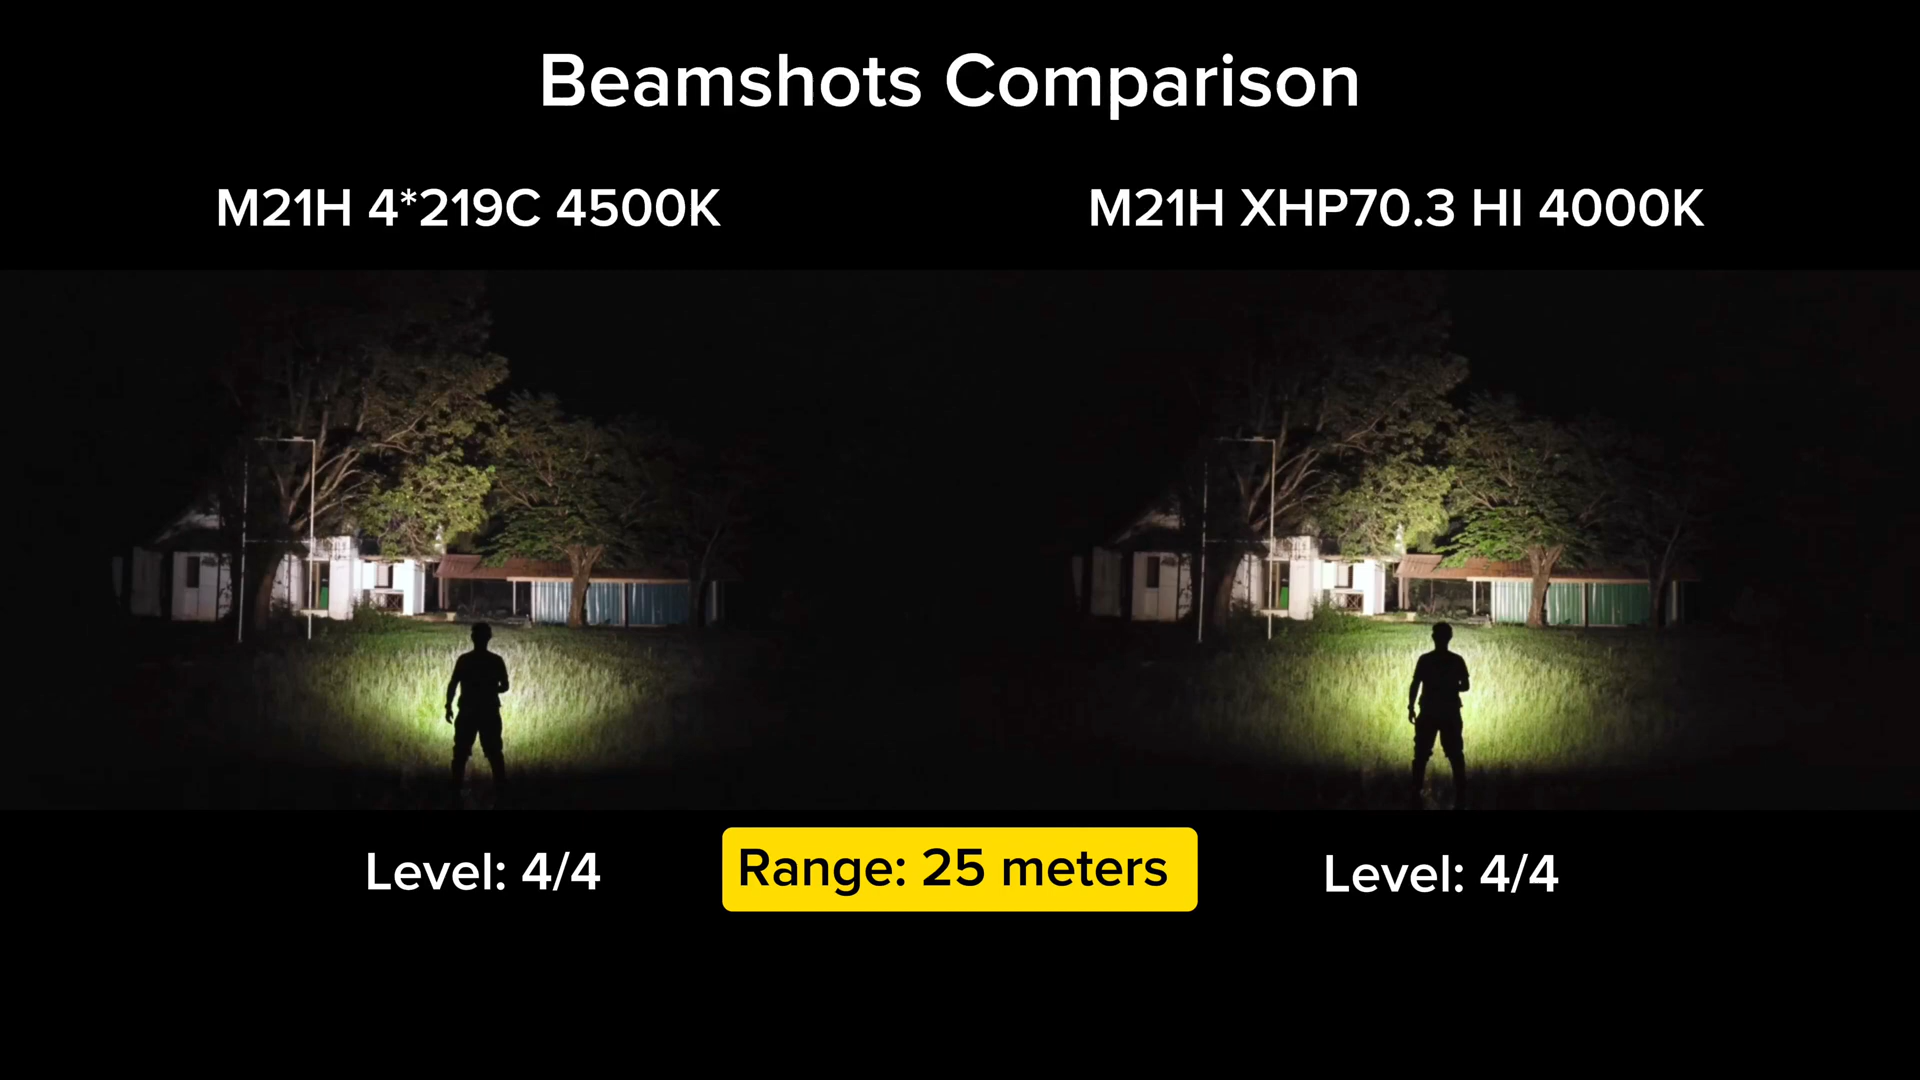 Beamshots Comparison
M21H 4*219C 4500K
M21H XHP70.3 HI 4000K
Level: 4/4
Range: 25 meters
Level: 4/4